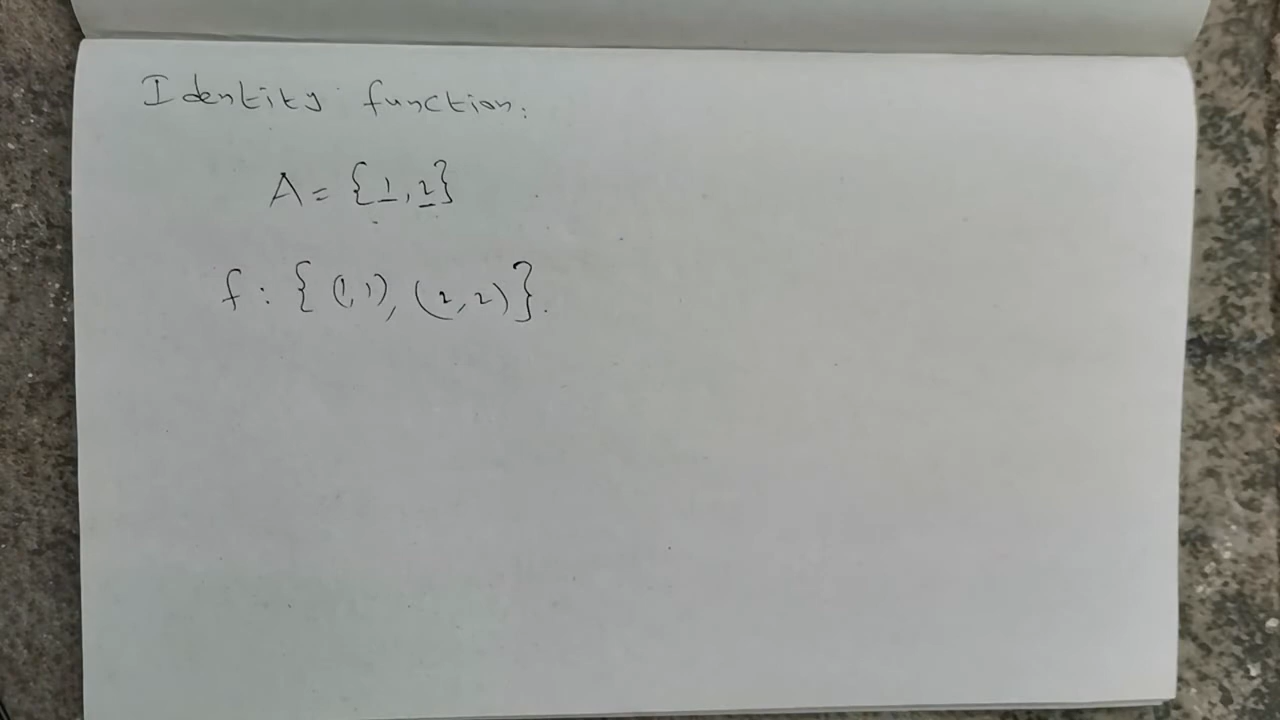 Identity function:
A = {1, 2}
f : { (1, 1), (2, 2) }.